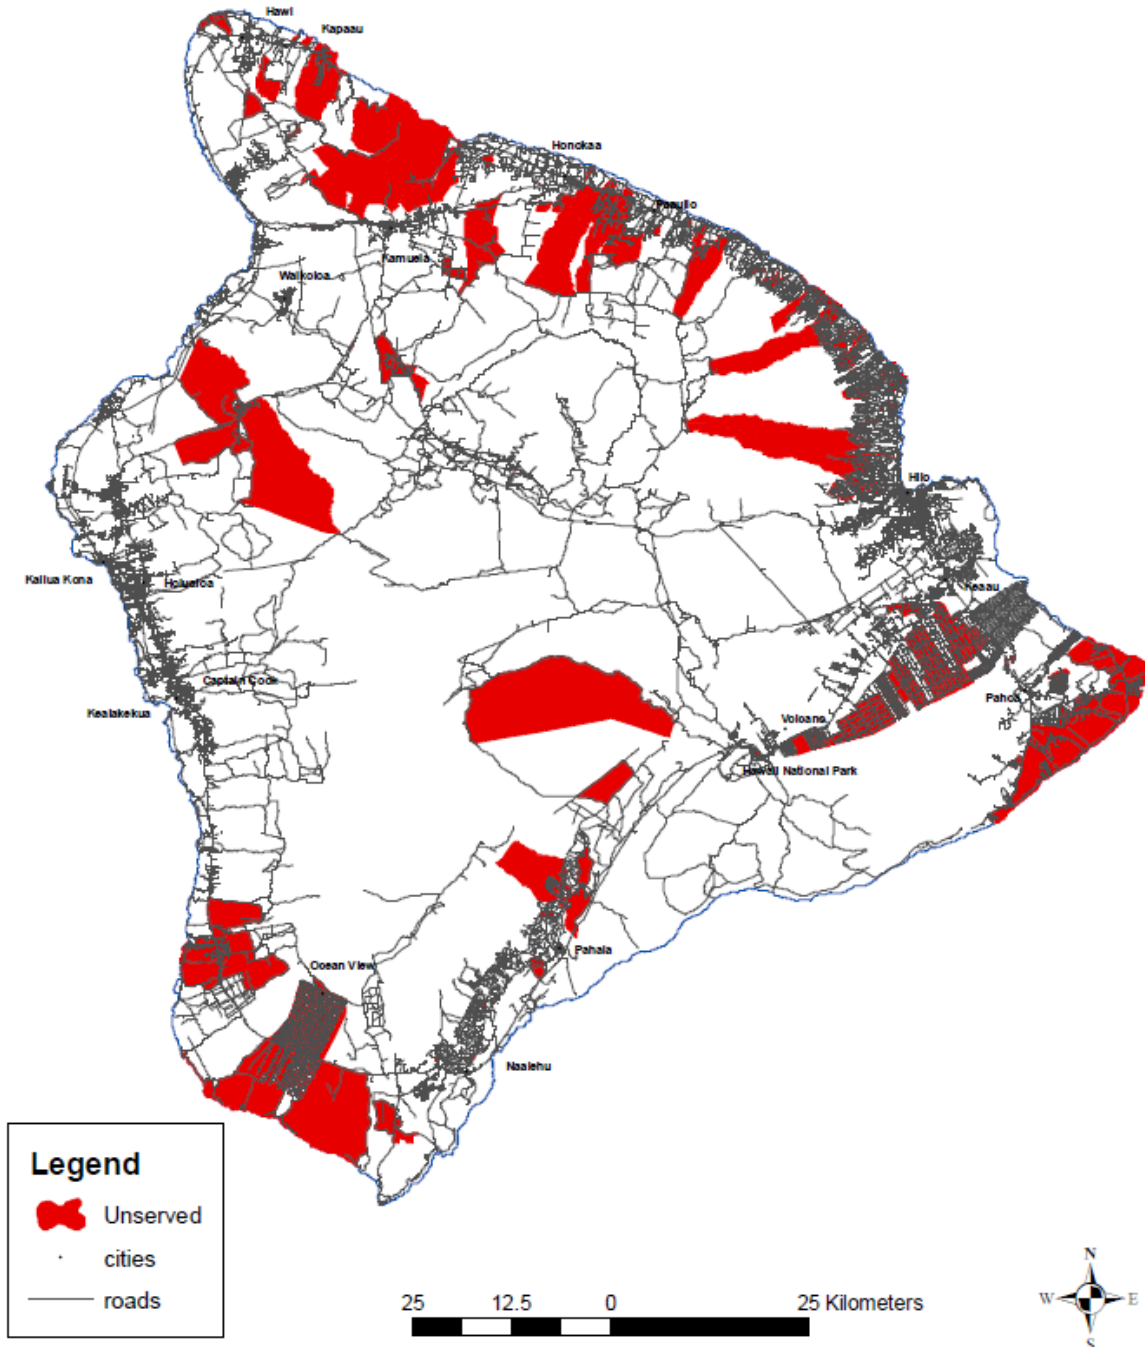 Hawi
Kapaau
Honokaa
Paauilo
Kamuela
Waikoloa
Hilo
Keaau
Kailua Kona
Holualoa
Captain Cook
Kealakekua
Pahoa
Volcano
Hawaii National Park
Pahala
Ocean View
Naalehu
Legend
Unserved
cities
roads
25 12.5 0 25 Kilometers
N
W E
S